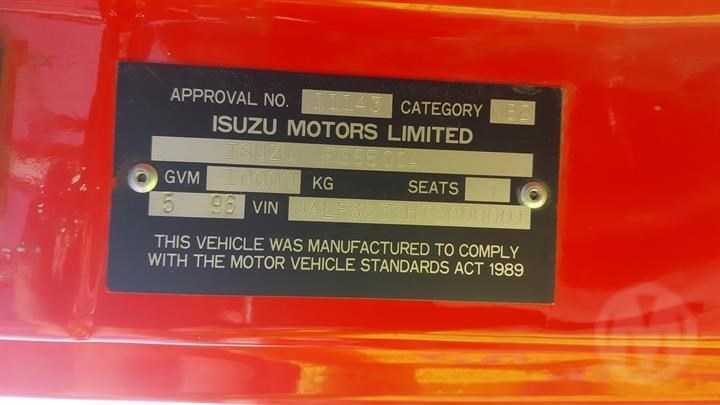 APPROVAL NO. 11143 CATEGORY NB2
ISUZU MOTORS LIMITED
ISUZU FSS500A
GVM 10000 KG SEATS 7
5 96 VIN
THIS VEHICLE WAS MANUFACTURED TO COMPLY
WITH THE MOTOR VEHICLE STANDARDS ACT 1989